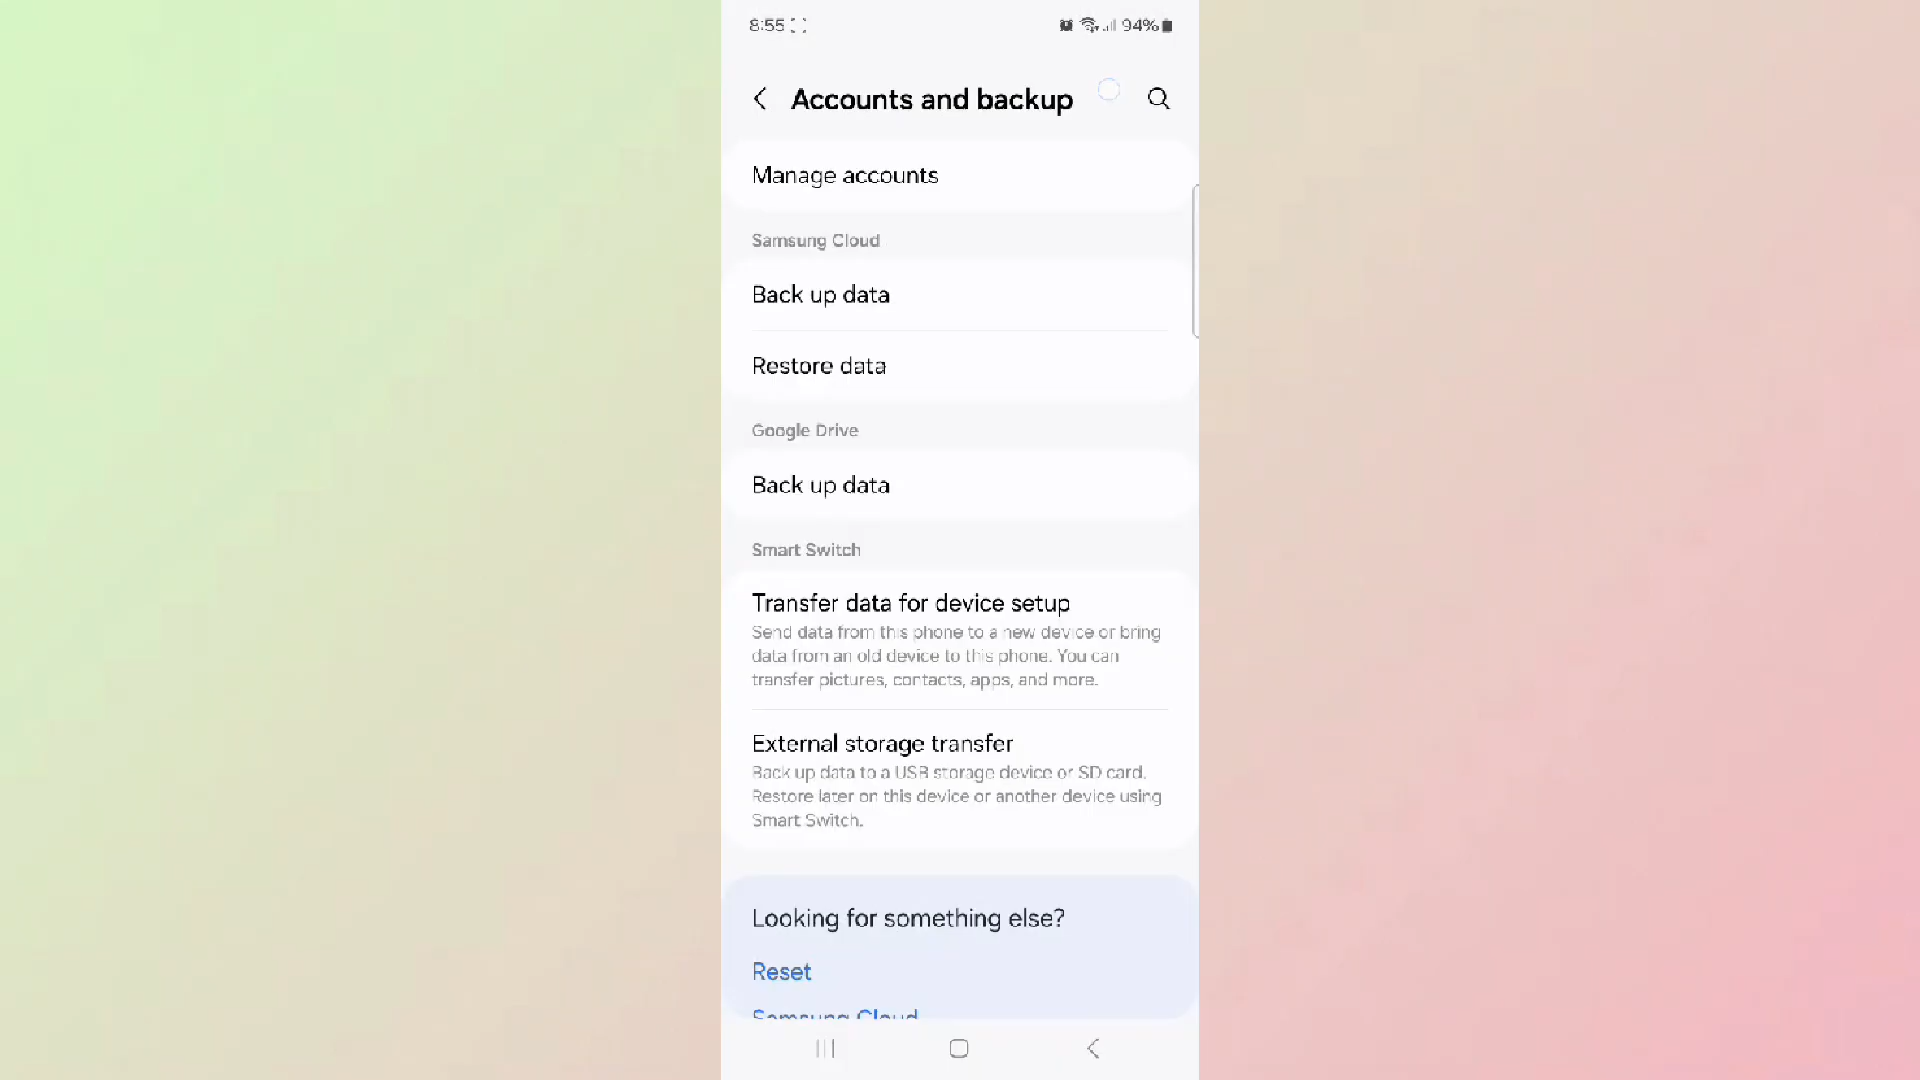 8:55
94%
Accounts and backup
Manage accounts
Samsung Cloud
Back up data
Restore data
Google Drive
Back up data
Smart Switch
Transfer data for device setup
Send data from this phone to a new device or bring
data from an old device to this phone. You can
transfer pictures, contacts, apps, and more.
External storage transfer
Back up data to a USB storage device or SD card.
Restore later on this device or another device using
Smart Switch.
Looking for something else?
Reset
Samsung Cloud